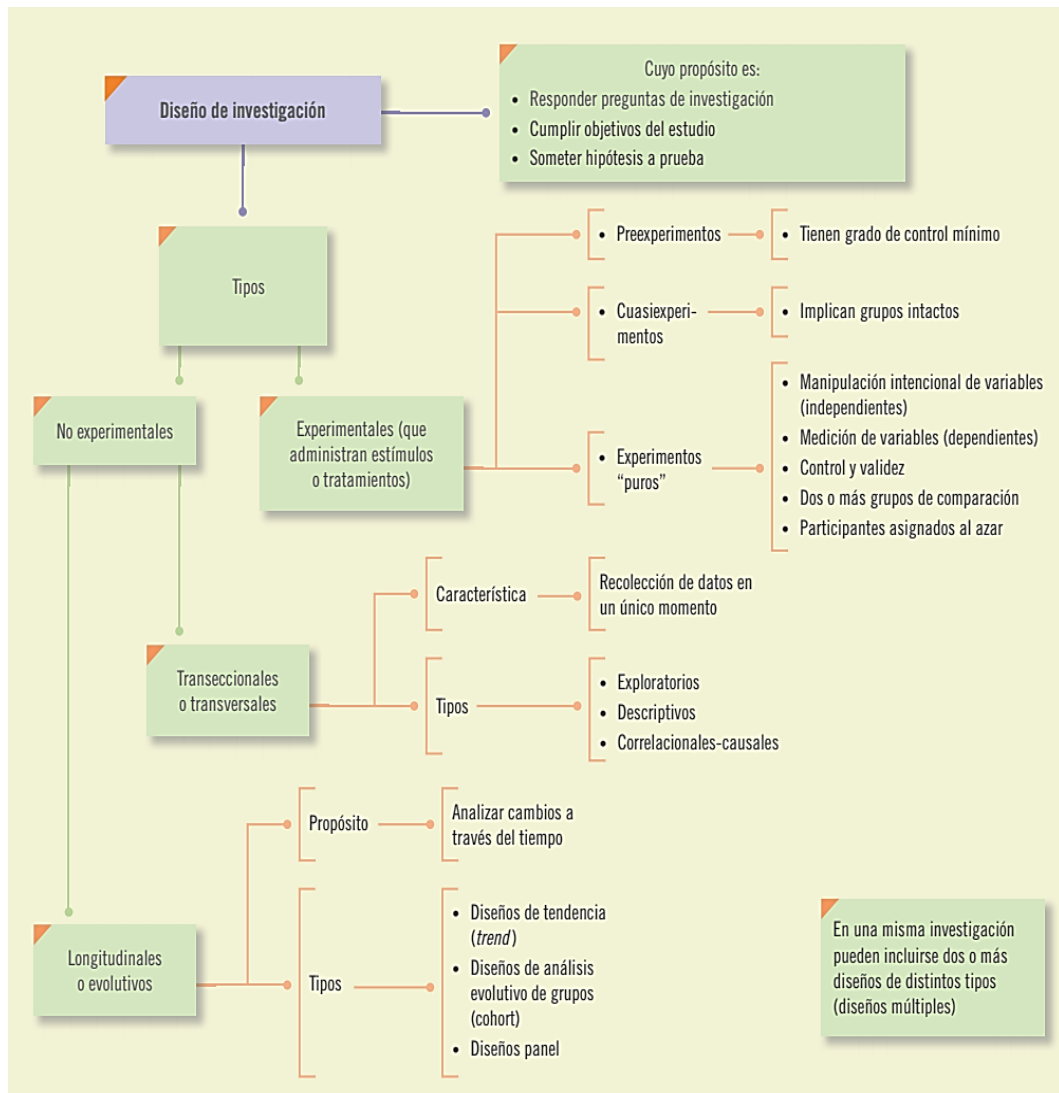 Diseño de investigación
Cuyo propósito es:
• Responder preguntas de investigación
• Cumplir objetivos del estudio
• Someter hipótesis a prueba
Tipos
No experimentales
Experimentales (que
administran estímulos
o tratamientos)
• Preexperimentos
• Tienen grado de control mínimo
• Cuasiexperi-
mentos
• Implican grupos intactos
• Experimentos
“puros”
• Manipulación intencional de variables
(independientes)
• Medición de variables (dependientes)
• Control y validez
• Dos o más grupos de comparación
• Participantes asignados al azar
Transeccionales
o transversales
Característica
Recolección de datos en
un único momento
Tipos
• Exploratorios
• Descriptivos
• Correlacionales-causales
Longitudinales
o evolutivos
Propósito
Analizar cambios a
través del tiempo
Tipos
• Diseños de tendencia
(trend)
• Diseños de análisis
evolutivo de grupos
(cohort)
• Diseños panel
En una misma investigación
pueden incluirse dos o más
diseños de distintos tipos
(diseños múltiples)